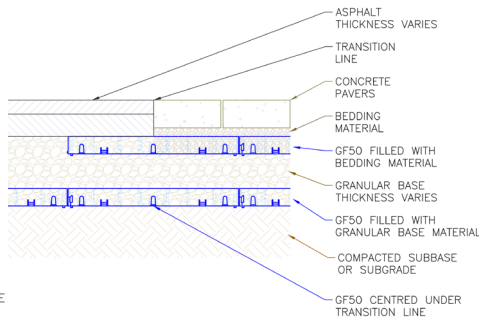 ASPHALT
THICKNESS VARIES
TRANSITION
LINE
CONCRETE
PAVERS
BEDDING
MATERIAL
GF50 FILLED WITH
BEDDING MATERIAL
GRANULAR BASE
THICKNESS VARIES
GF50 FILLED WITH
GRANULAR BASE MATERIAL
COMPACTED SUBBASE
OR SUBGRADE
E
GF50 CENTRED UNDER
TRANSITION LINE